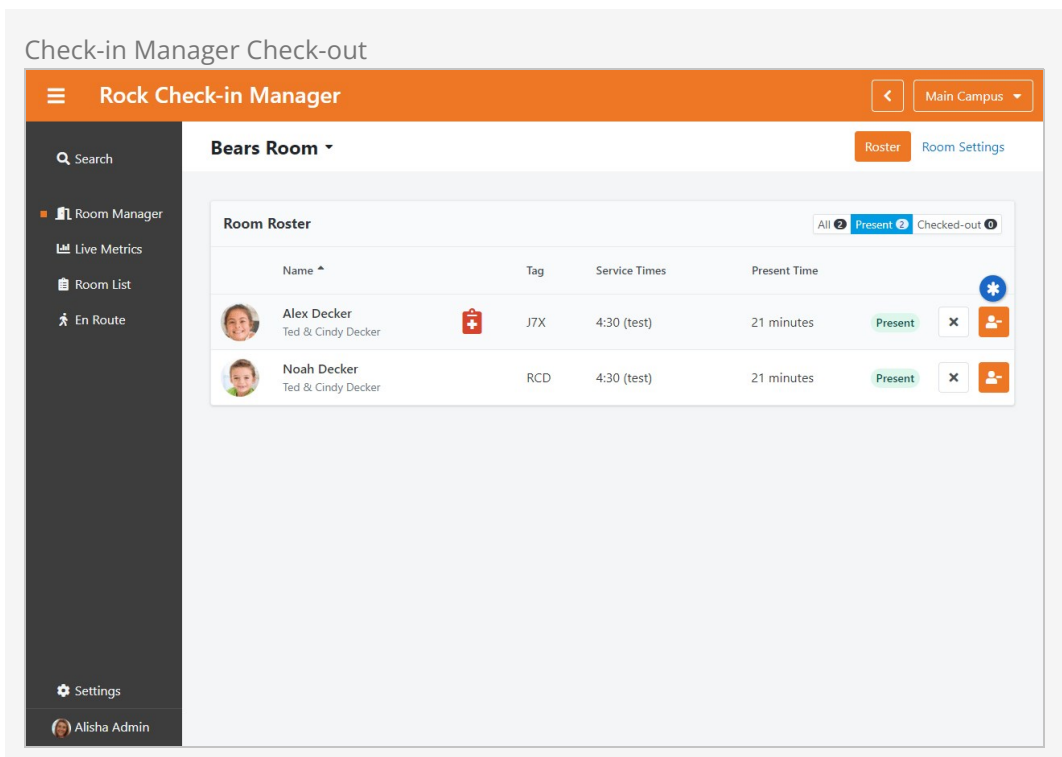 Check-in Manager Check-out
Rock Check-in Manager
Main Campus
Search
Bears Room
Roster
Room Settings
Room Manager
Live Metrics
Room List
En Route
Room Roster
All 2 Present 2 Checked-out 0
Name Tag Service Times Present Time
Alex Decker
Ted & Cindy Decker
J7X 4:30 (test) 21 minutes Present
Noah Decker
Ted & Cindy Decker
RCD 4:30 (test) 21 minutes Present
Settings
Alisha Admin